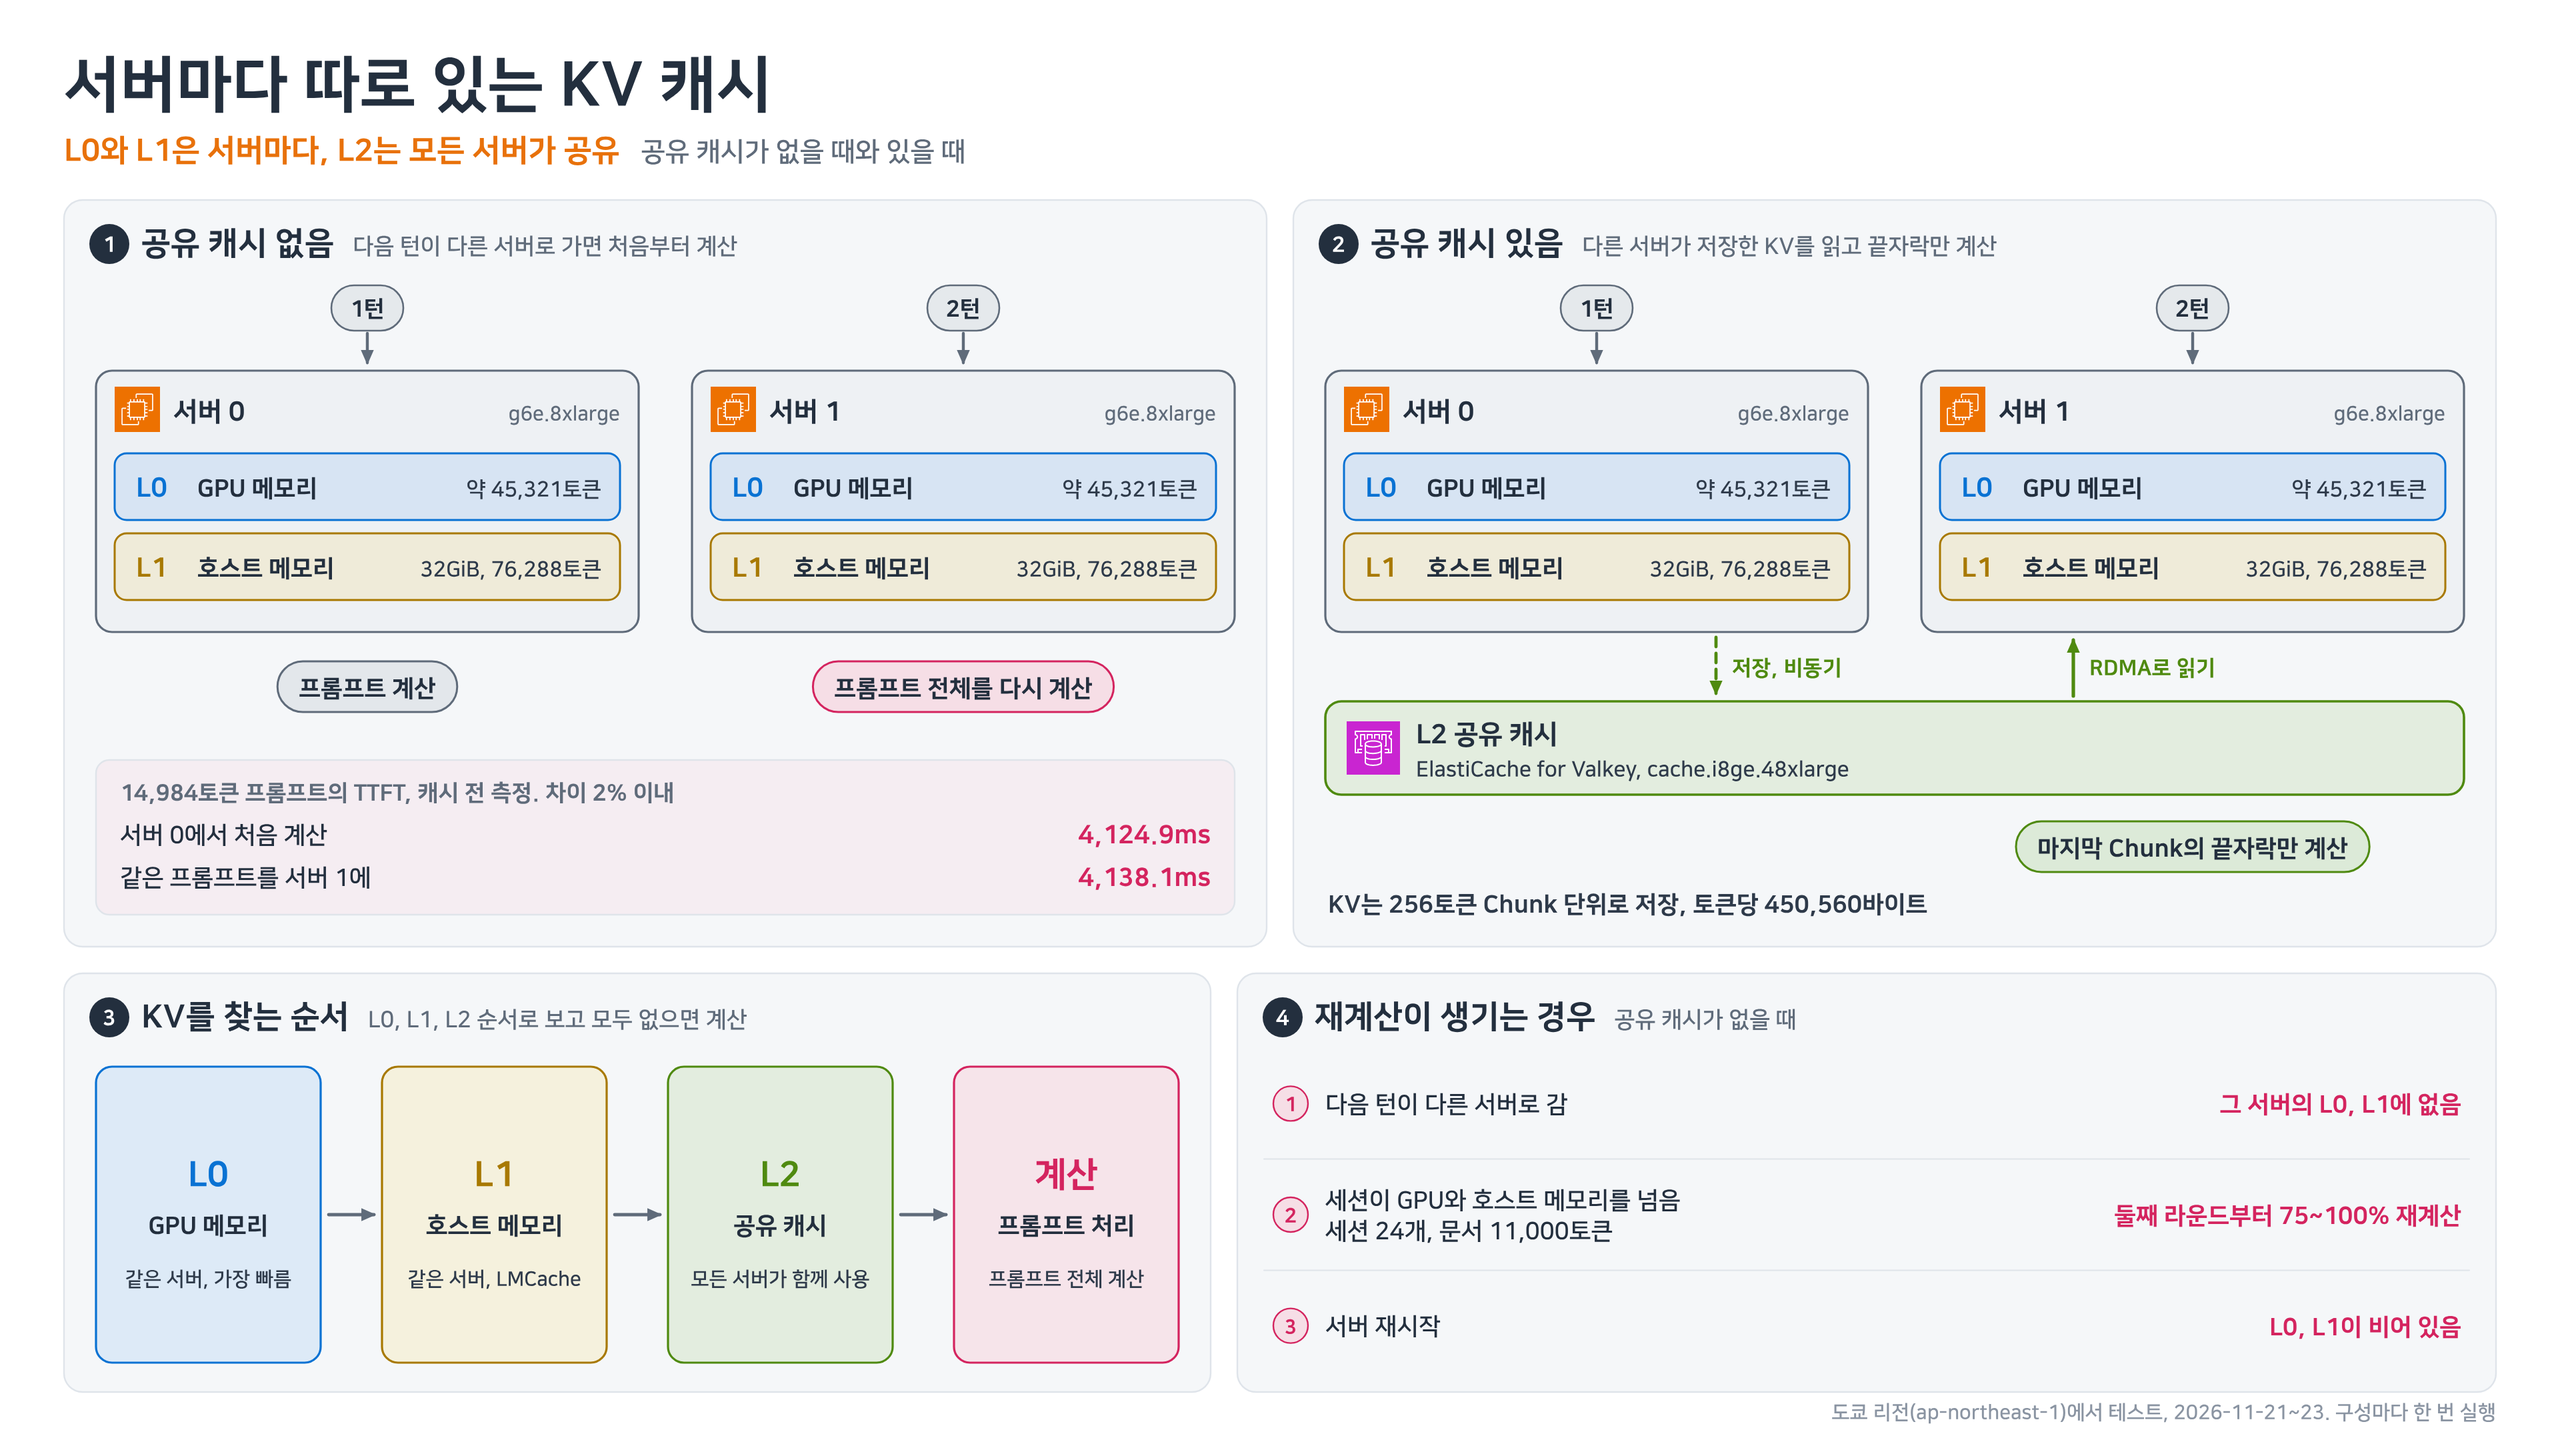 서버마다 따로 있는 KV 캐시
L0와 L1은 서버마다, L2는 모든 서버가 공유 공유 캐시가 없을 때와 있을 때
1 공유 캐시 없음 다음 턴이 다른 서버로 가면 처음부터 계산
1턴
2턴
서버 0 g6e.8xlarge
L0 GPU 메모리 약 45,321토큰
L1 호스트 메모리 32GiB, 76,288토큰
서버 1 g6e.8xlarge
L0 GPU 메모리 약 45,321토큰
L1 호스트 메모리 32GiB, 76,288토큰
프롬프트 계산
프롬프트 전체를 다시 계산
14,984토큰 프롬프트의 TTFT, 캐시 전 측정. 차이 2% 이내
서버 0에서 처음 계산 4,124.9ms
같은 프롬프트를 서버 1에 4,138.1ms
2 공유 캐시 있음 다른 서버가 저장한 KV를 읽고 끝자락만 계산
1턴
2턴
서버 0 g6e.8xlarge
L0 GPU 메모리 약 45,321토큰
L1 호스트 메모리 32GiB, 76,288토큰
서버 1 g6e.8xlarge
L0 GPU 메모리 약 45,321토큰
L1 호스트 메모리 32GiB, 76,288토큰
저장, 비동기
RDMA로 읽기
L2 공유 캐시
ElastiCache for Valkey, cache.i8ge.48xlarge
마지막 Chunk의 끝자락만 계산
KV는 256토큰 Chunk 단위로 저장, 토큰당 450,560바이트
3 KV를 찾는 순서 L0, L1, L2 순서로 보고 모두 없으면 계산
L0
GPU 메모리
같은 서버, 가장 빠름
L1
호스트 메모리
같은 서버, LMCache
L2
공유 캐시
모든 서버가 함께 사용
계산
프롬프트 처리
프롬프트 전체 계산
4 재계산이 생기는 경우 공유 캐시가 없을 때
1 다음 턴이 다른 서버로 감 그 서버의 L0, L1에 없음
2 세션이 GPU와 호스트 메모리를 넘음
세션 24개, 문서 11,000토큰
둘째 라운드부터 75~100% 재계산
3 서버 재시작 L0, L1이 비어 있음
도쿄 리전(ap-northeast-1)에서 테스트, 2026-11-21~23. 구성마다 한 번 실행